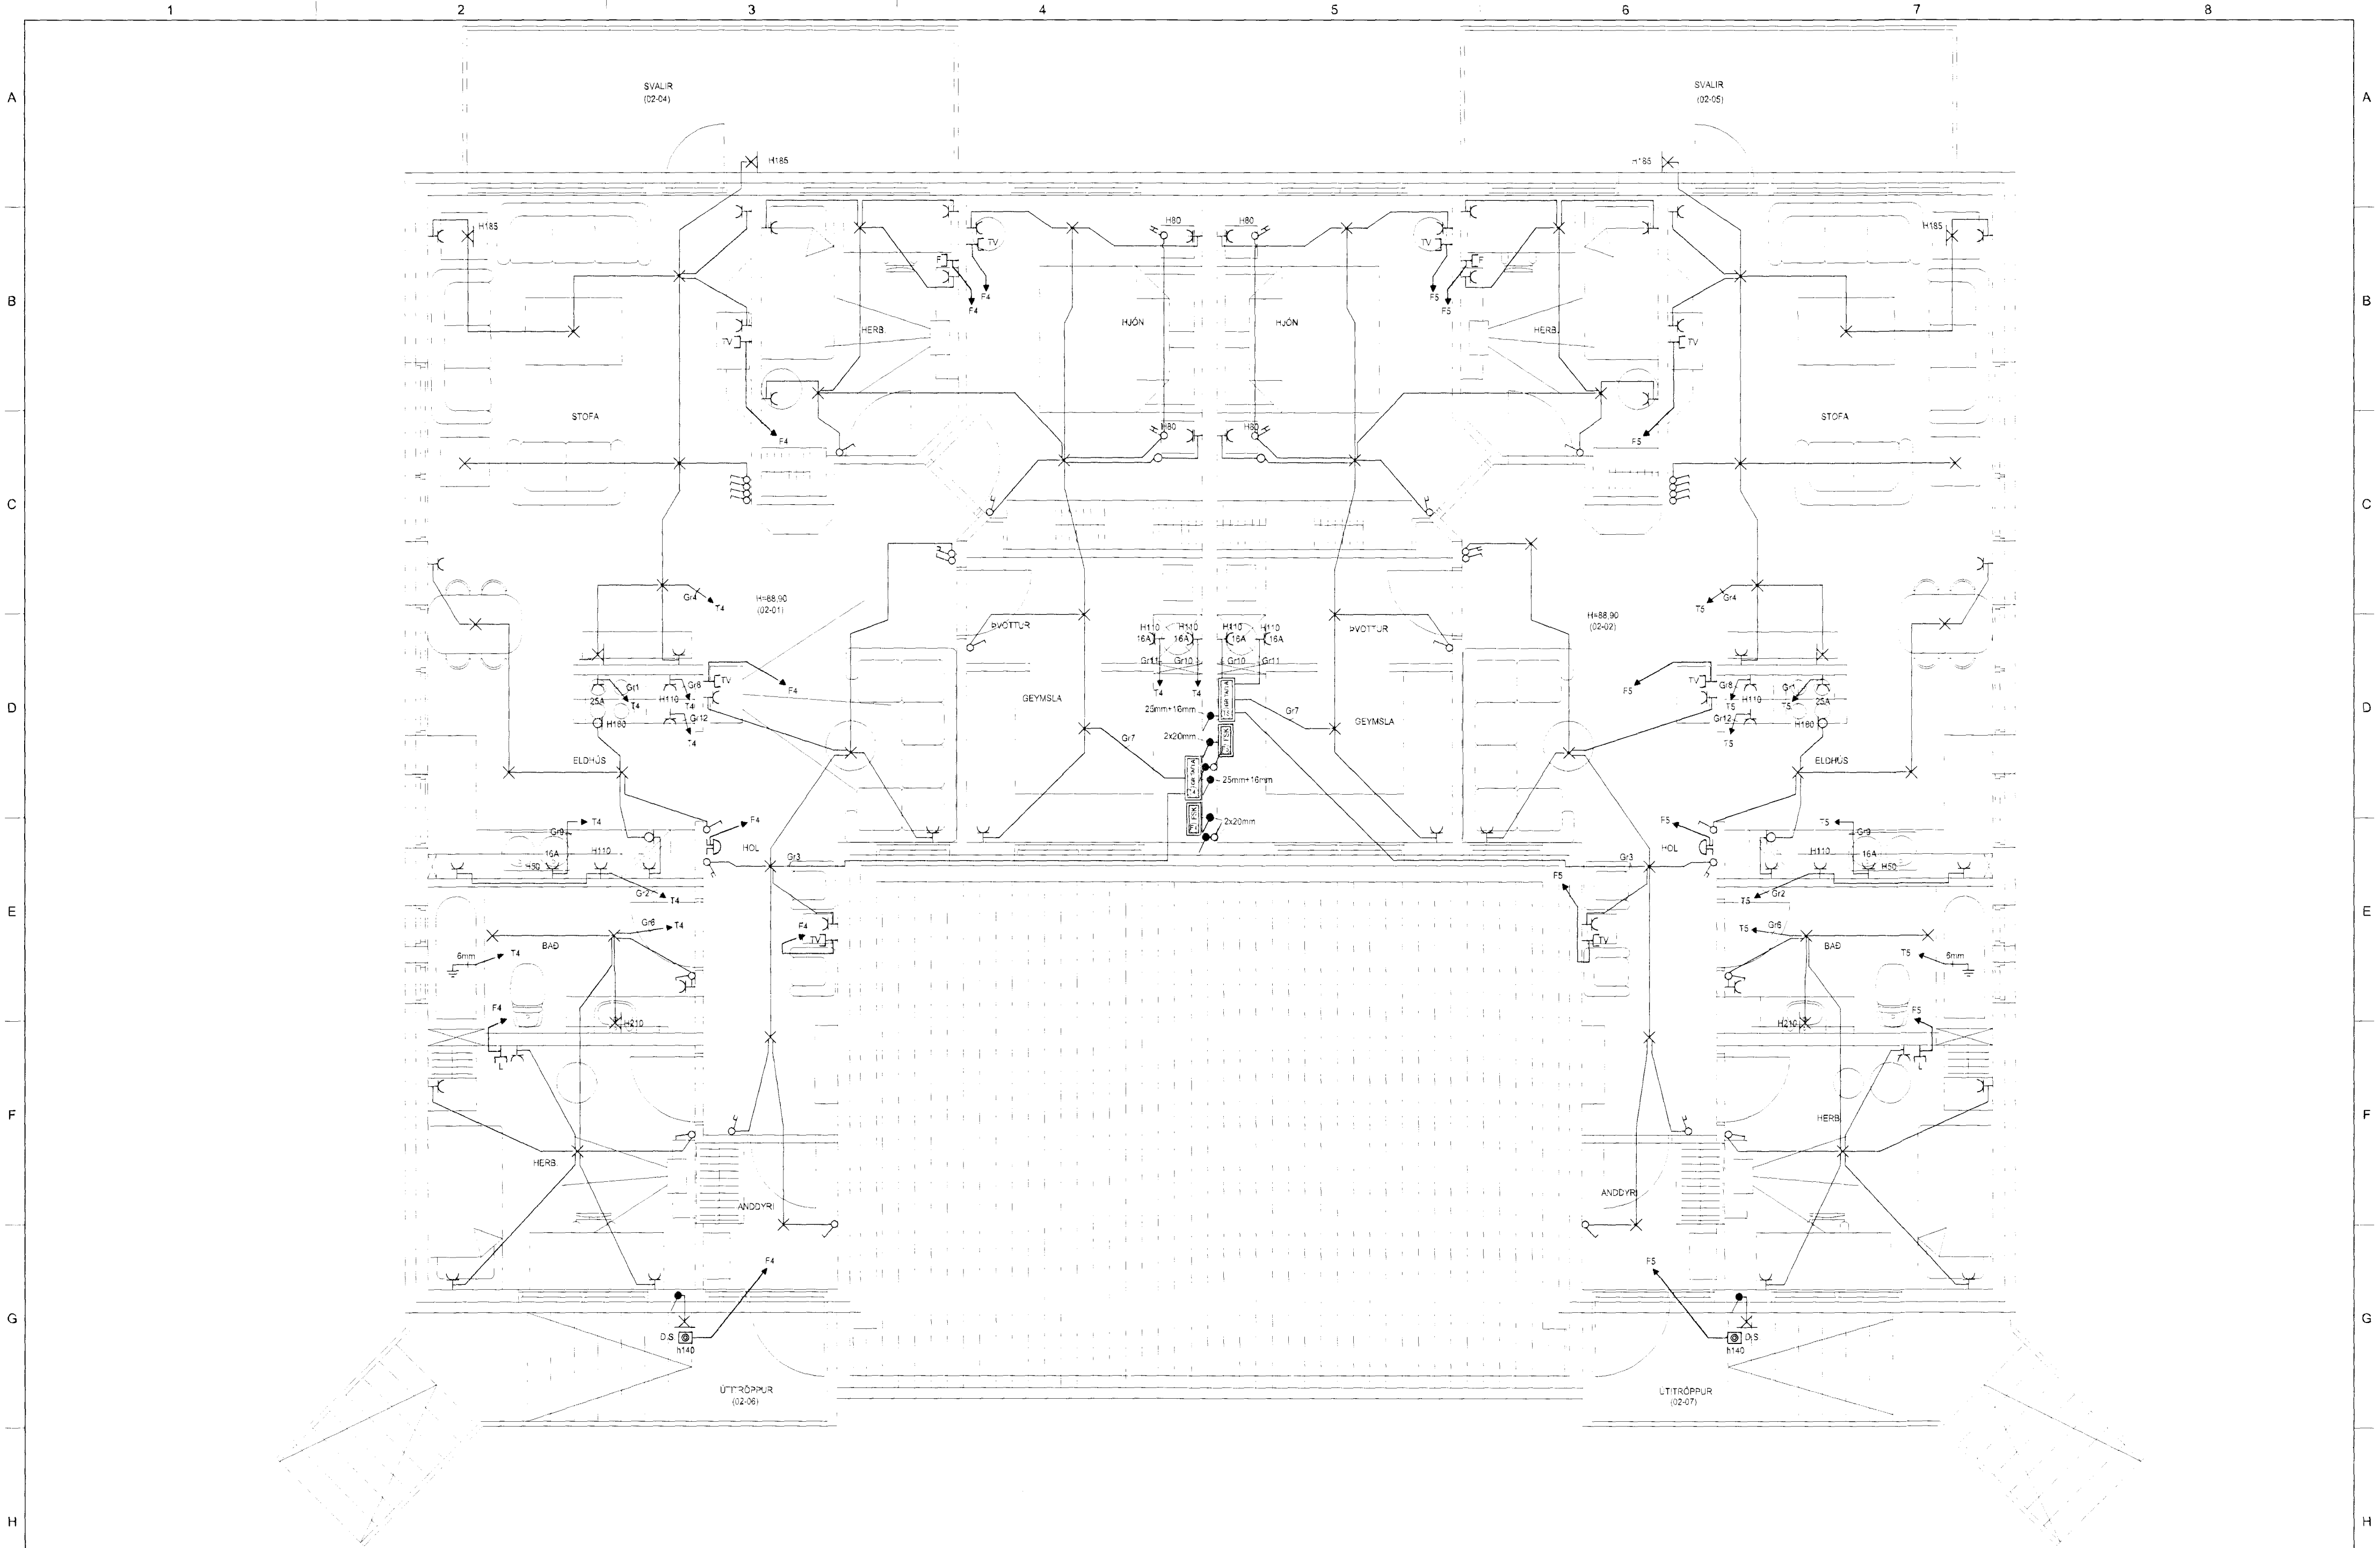 1 2 3 4 5 6 7 8
A A
SVALIR SVALIR
(02-04) (02-05)
H185 H185
H185 H80 H80 H185
TV TV
F F
F4 F5
F4 F5
B B
HERB. HJÓN HJÓN HERB.
TV TV
STOFA STOFA
F4 H80 H80 F5
C C
Gr4 T4 T5 Gr4
H=88,90 H=88,90
(02-01) (02-02)
ÞVOTTUR H110 H110 H110 H110 ÞVOTTUR
16A 16A 16A 16A
Gr11 Gr10 Gr10 Gr11
Gr1 Gr8 TV F4 T4 T4 F5 TV Gr8 Gr1
25A T4 H110 T4 T5 H110 T5 25A
GEYMSLA GEYMSLA
D D
25mm+16mm Gr7
H160 Gr12 H160 Gr12
T4 Gr7 2x20mm T5
ELDHÚS ELDHÚS
25mm+16mm
Gr9 T4 F4 2x20mm F5 T5 Gr9
16A H110 HOL Gr3 Gr3 HOL H110 16A
H50 H50
Gr2 T4 F5 T5 Gr2
E E
Gr6 T4 F4 TV TV T5 Gr6
BAÐ BAÐ
6mm T4 T5 6mm
F4 H210 H210 F5
F F
HERB. HERB.
ANDDYRI ANDDYRI
F4 F5
G G
D.S D.S
h140 h140
ÚTITRÖPPUR ÚTITRÖPPUR
(02-06) (02-07)
H H